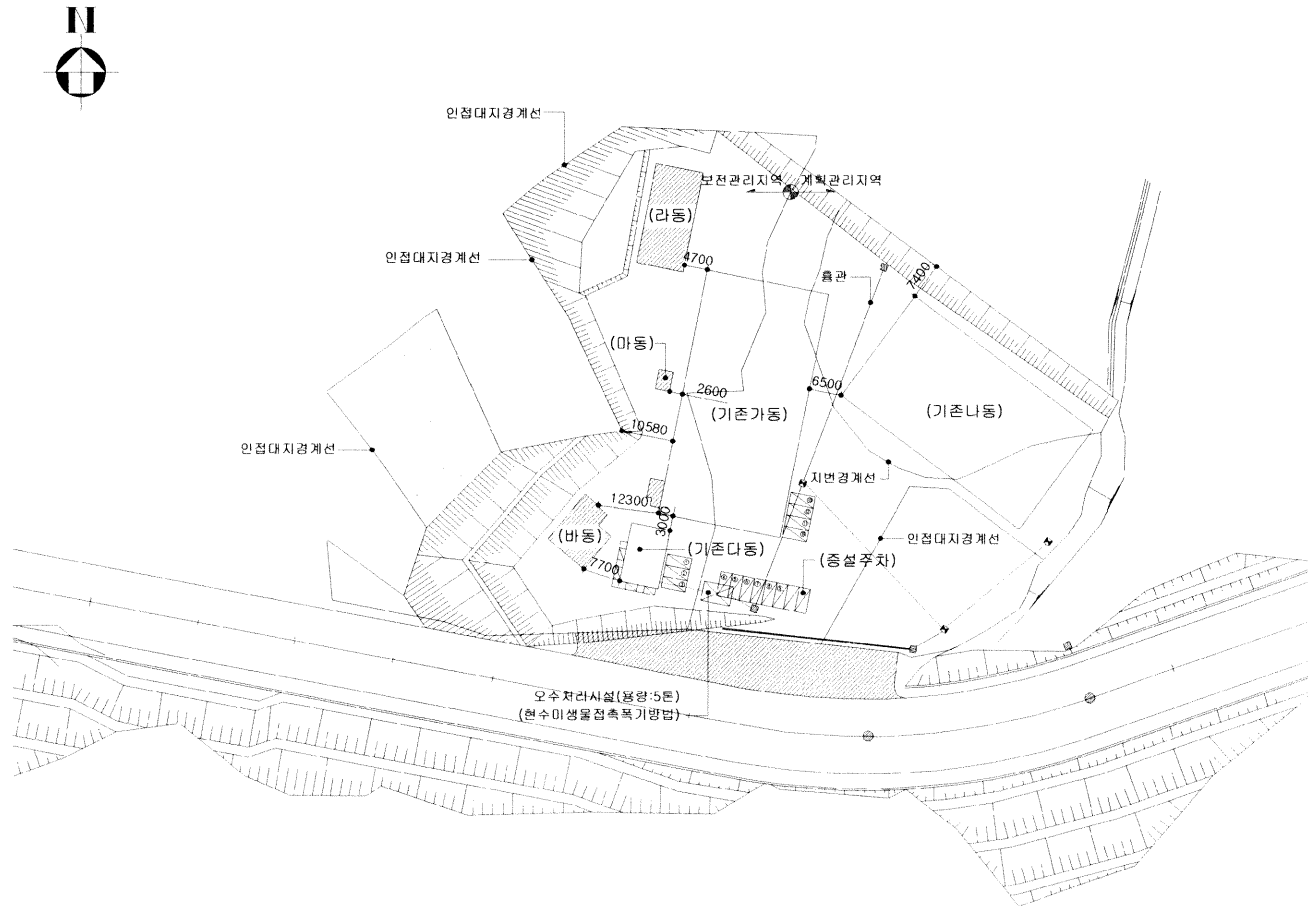 N
인접대지경계선
보전관리지역 계획관리지역
(라동)
인접대지경계선
4700
흄관
7400
(마동)
2600
6500
(기존가동)
(기존나동)
10580
인접대지경계선
지번경계선
12300
3000
(바동)
(기존다동)
인접대지경계선
7700
(증설주차)
오수처리시설(용량:5톤)
(현수미생물접촉폭기방법)